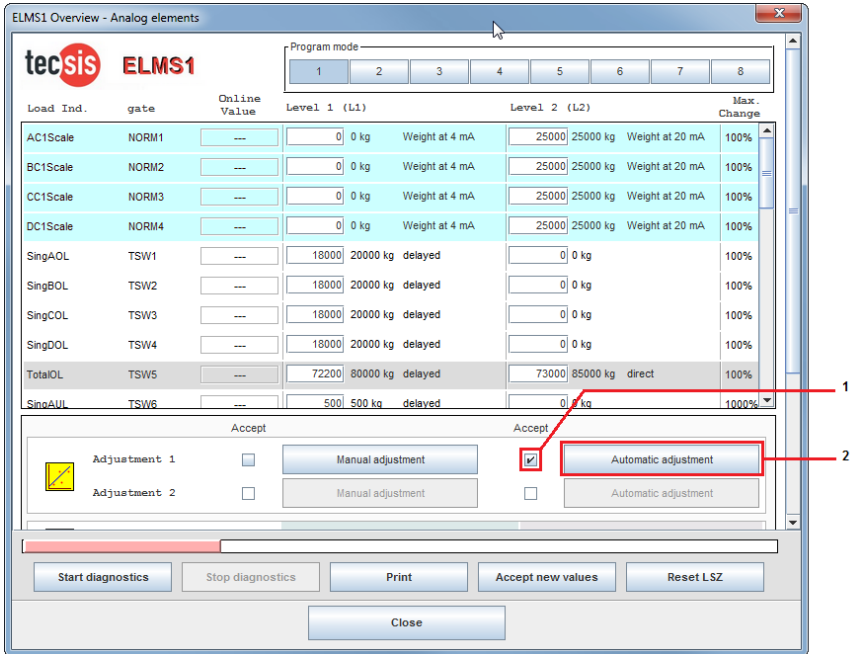 ELMS1 Overview - Analog elements
tecsis ELMS1
Program mode
1 2 3 4 5 6 7 8
Load Ind. gate Online Value Level 1 (L1) Level 2 (L2) Max. Change
AC1Scale NORM1 --- 0 0 kg Weight at 4 mA 25000 25000 kg Weight at 20 mA 100%
BC1Scale NORM2 --- 0 0 kg Weight at 4 mA 25000 25000 kg Weight at 20 mA 100%
CC1Scale NORM3 --- 0 0 kg Weight at 4 mA 25000 25000 kg Weight at 20 mA 100%
DC1Scale NORM4 --- 0 0 kg Weight at 4 mA 25000 25000 kg Weight at 20 mA 100%
SingAOL TSW1 --- 18000 20000 kg delayed 0 0 kg 100%
SingBOL TSW2 --- 18000 20000 kg delayed 0 0 kg 100%
SingCOL TSW3 --- 18000 20000 kg delayed 0 0 kg 100%
SingDOL TSW4 --- 18000 20000 kg delayed 0 0 kg 100%
TotalOL TSW5 --- 72200 80000 kg delayed 73000 85000 kg direct 100%
SingAUL TSW6 --- 500 500 kg delayed 0 0 kg 1000%
1
Accept Accept
Adjustment 1 Manual adjustment Automatic adjustment
2
Adjustment 2 Manual adjustment Automatic adjustment
Start diagnostics Stop diagnostics Print Accept new values Reset LSZ
Close